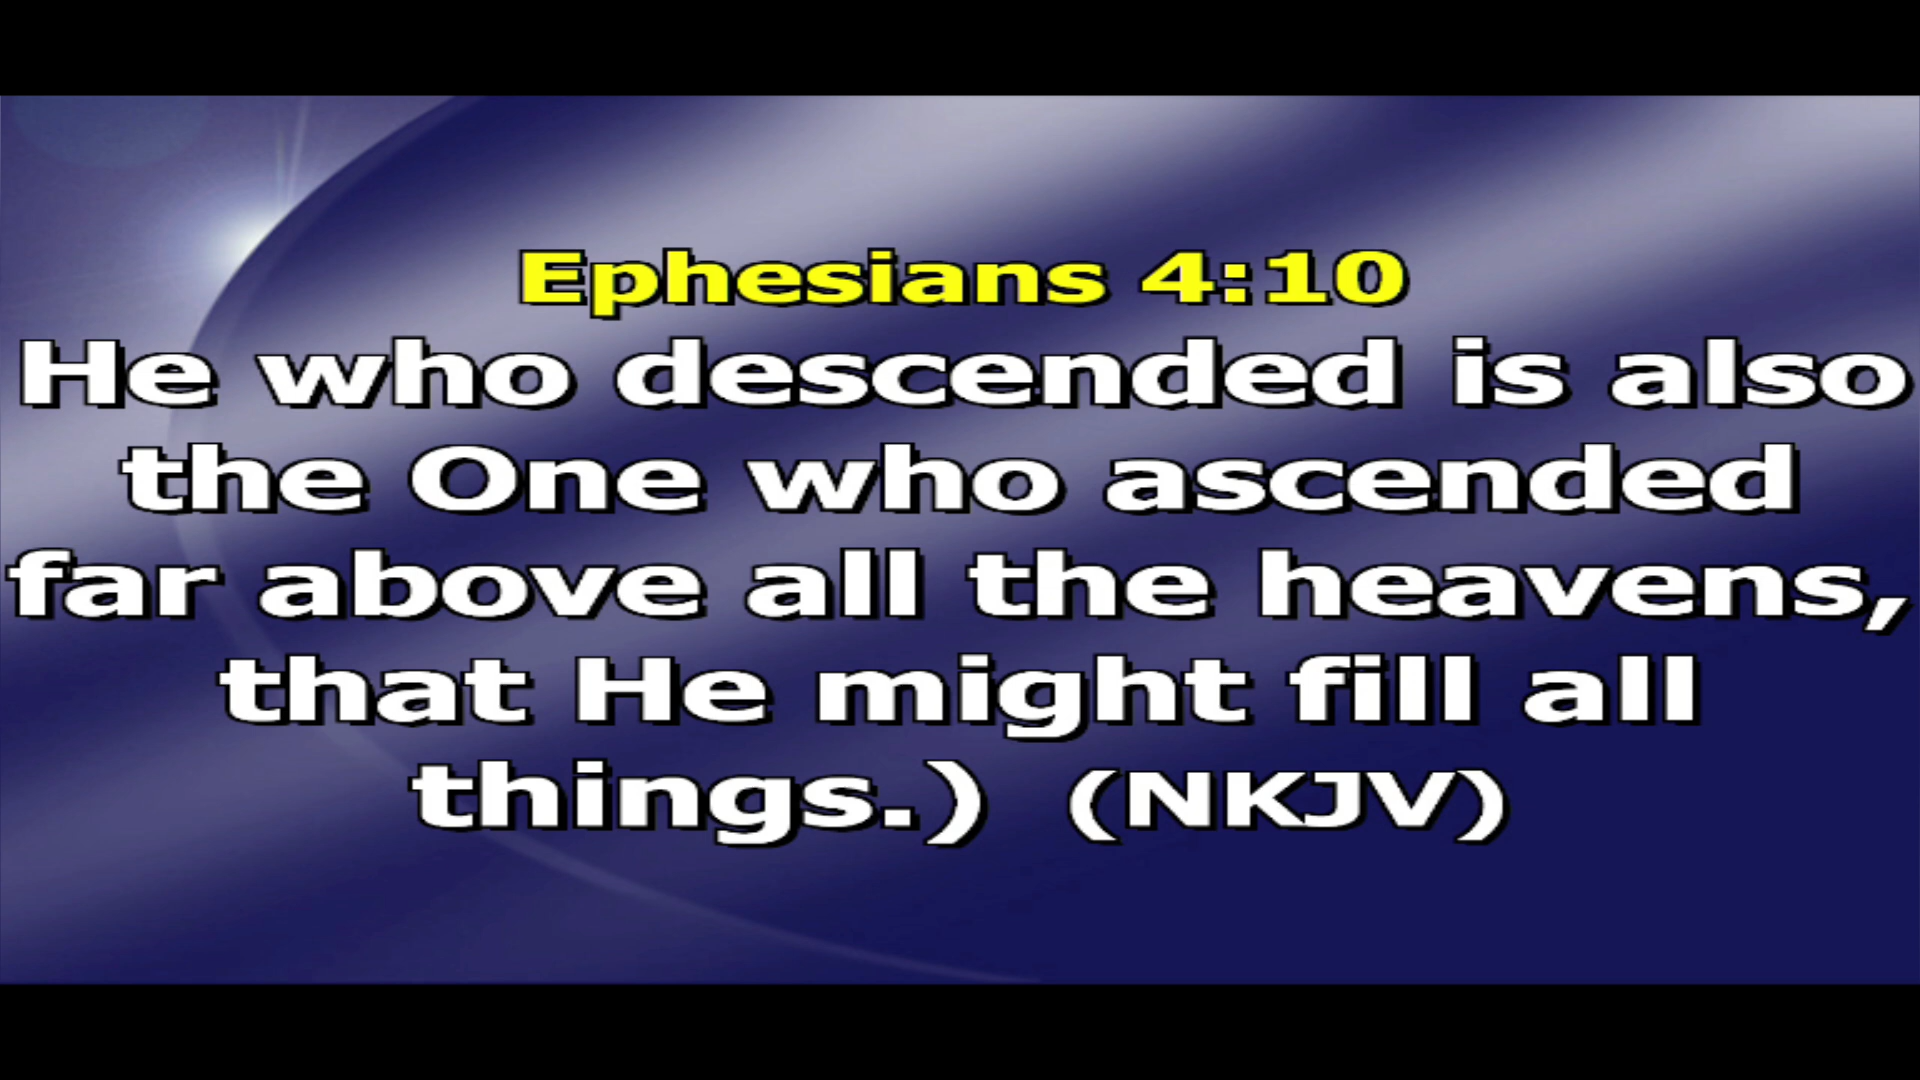 Ephesians 4:10
He who descended is also
the One who ascended
far above all the heavens,
that He might fill all
things.) (NKJV)